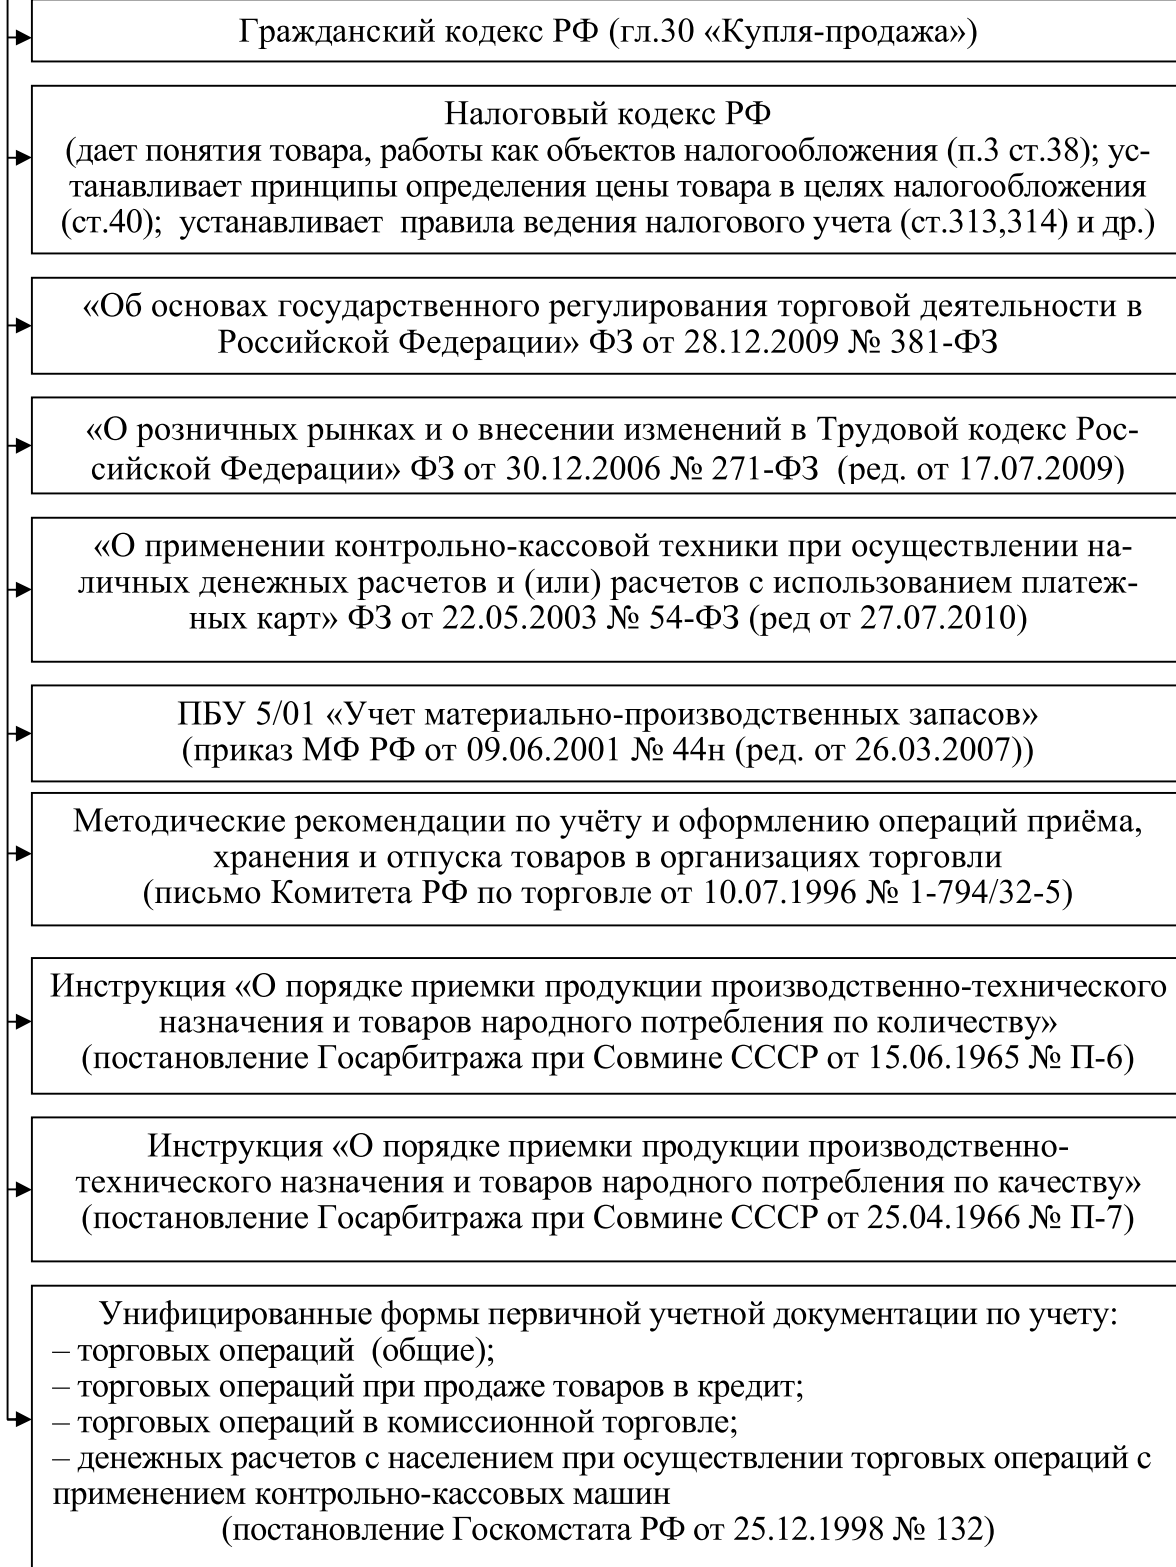 Гражданский кодекс РФ (гл.30 «Купля-продажа»)
Налоговый кодекс РФ
(дает понятия товара, работы как объектов налогообложения (п.3 ст.38); ус-
танавливает принципы определения цены товара в целях налогообложения
(ст.40);  устанавливает  правила ведения налогового учета (ст.313,314) и др.)
«Об основах государственного регулирования торговой деятельности в
Российской Федерации» ФЗ от 28.12.2009 № 381-ФЗ
«О розничных рынках и о внесении изменений в Трудовой кодекс Рос-
сийской Федерации» ФЗ от 30.12.2006 № 271-ФЗ  (ред. от 17.07.2009)
«О применении контрольно-кассовой техники при осуществлении на-
личных денежных расчетов и (или) расчетов с использованием платеж-
ных карт» ФЗ от 22.05.2003 № 54-ФЗ (ред от 27.07.2010)
ПБУ 5/01 «Учет материально-производственных запасов»
(приказ МФ РФ от 09.06.2001 № 44н (ред. от 26.03.2007))
Методические рекомендации по учёту и оформлению операций приёма,
хранения и отпуска товаров в организациях торговли
(письмо Комитета РФ по торговле от 10.07.1996 № 1-794/32-5)
Инструкция «О порядке приемки продукции производственно-технического
назначения и товаров народного потребления по количеству»
(постановление Госарбитража при Совмине СССР от 15.06.1965 № П-6)
Инструкция «О порядке приемки продукции производственно-
технического назначения и товаров народного потребления по качеству»
(постановление Госарбитража при Совмине СССР от 25.04.1966 № П-7)
Унифицированные формы первичной учетной документации по учету:
– торговых операций  (общие);
– торговых операций при продаже товаров в кредит;
– торговых операций в комиссионной торговле;
– денежных расчетов с населением при осуществлении торговых операций с
применением контрольно-кассовых машин
(постановление Госкомстата РФ от 25.12.1998 № 132)